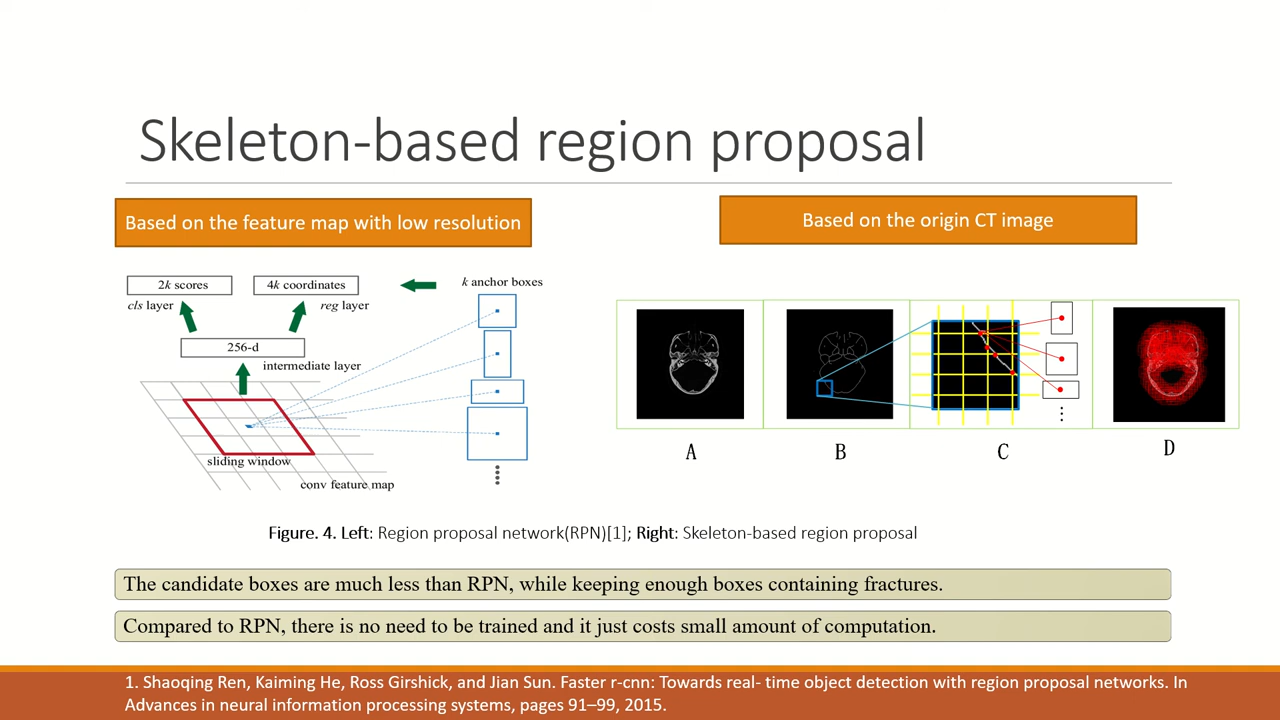 Skeleton-based region proposal
Based on the feature map with low resolution
Based on the origin CT image
2k scores
4k coordinates
k anchor boxes
cls layer
reg layer
256-d
intermediate layer
sliding window
conv feature map
A
B
C
D
Figure. 4. Left: Region proposal network(RPN)[1]; Right: Skeleton-based region proposal
The candidate boxes are much less than RPN, while keeping enough boxes containing fractures.
Compared to RPN, there is no need to be trained and it just costs small amount of computation.
1. Shaoqing Ren, Kaiming He, Ross Girshick, and Jian Sun. Faster r-cnn: Towards real- time object detection with region proposal networks. In
Advances in neural information processing systems, pages 91–99, 2015.